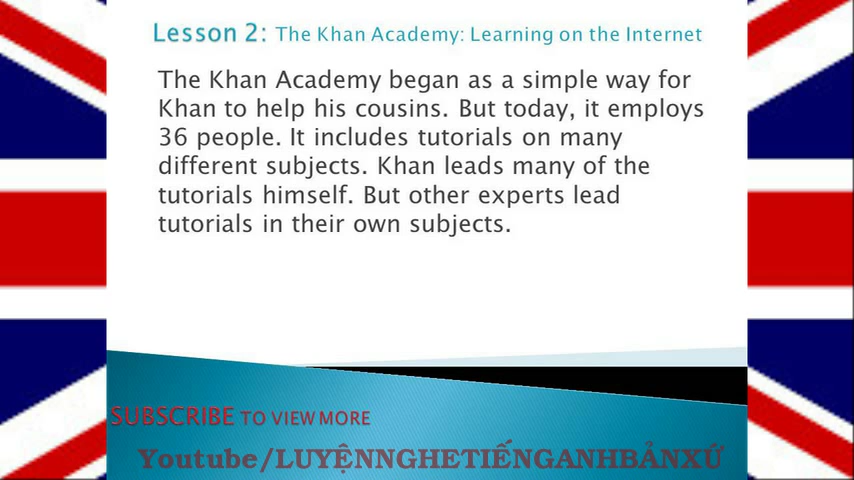 Lesson 2: The Khan Academy: Learning on the Internet
The Khan Academy began as a simple way for
Khan to help his cousins. But today, it employs
36 people. It includes tutorials on many
different subjects. Khan leads many of the
tutorials himself. But other experts lead
tutorials in their own subjects.
SUBSCRIBE TO VIEW MORE
Youtube/LUYỆNNGHETIẾNGANHBẢNXỨ